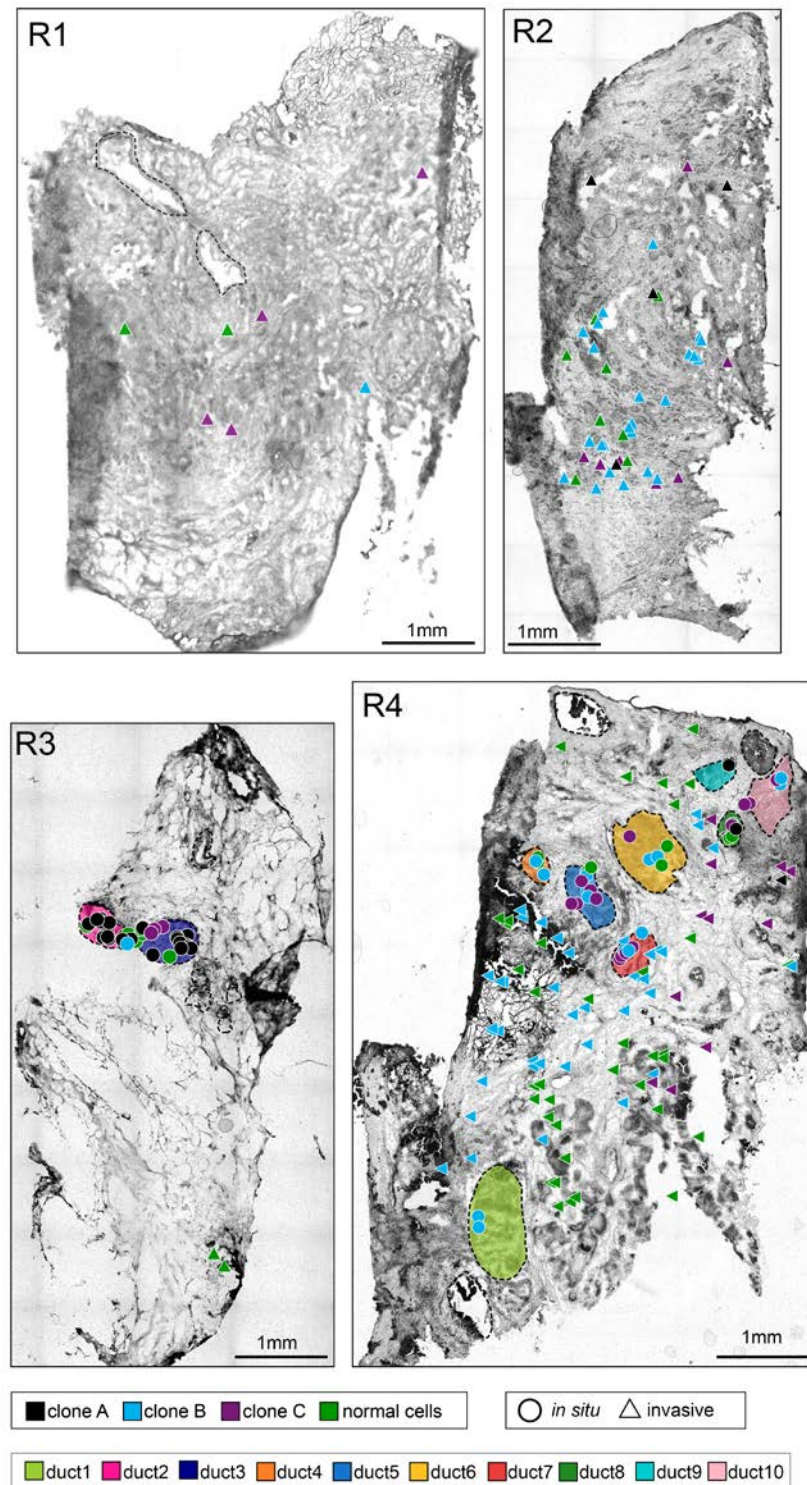 R1
R2
1mm
1mm
R3
R4
1mm
1mm
clone A clone B clone C normal cells in situ invasive
duct1 duct2 duct3 duct4 duct5 duct6 duct7 duct8 duct9 duct10